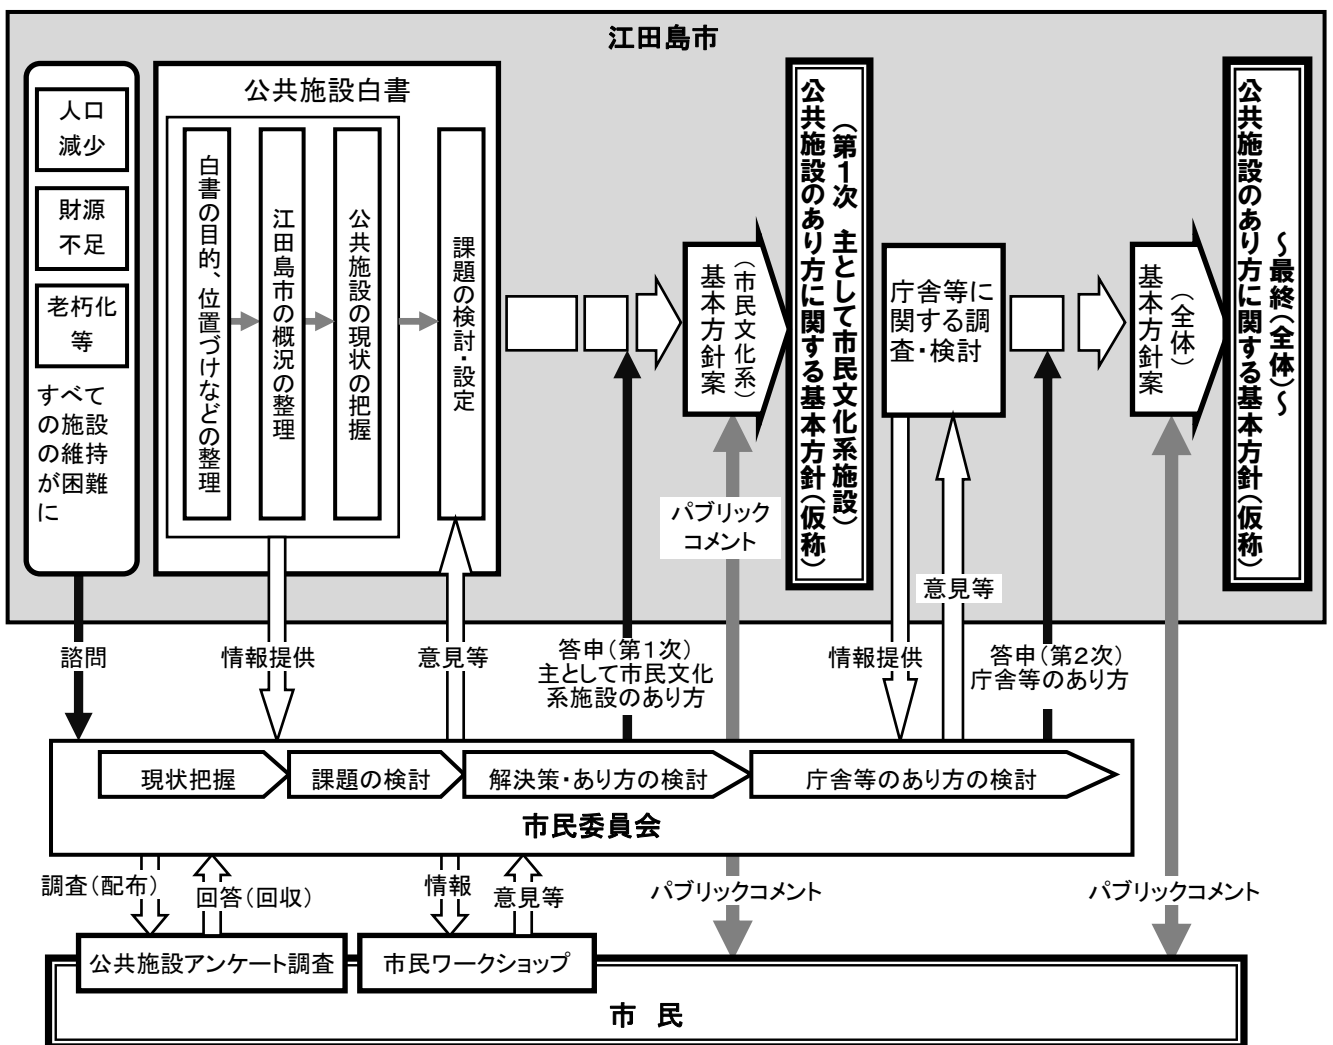 江田島市
人口
減少
財源
不足
老朽化
等
すべて
の施設
の維持
が困難
に
公共施設白書
白書の目的、位置づけなどの整理
江田島市の概況の整理
公共施設の現状の把握
課題の検討・設定
基本方針案
(市民文化系)
公共施設のあり方に関する基本方針(仮称)
(第1次 主として市民文化系施設)
庁舎等に
関する調
査・検討
基本方針案
(全体)
公共施設のあり方に関する基本方針(仮称)
~最終(全体)~
パブリック
コメント
意見等
諮問
情報提供
意見等
答申(第1次)
主として市民文化
系施設のあり方
情報提供
答申(第2次)
庁舎等のあり方
現状把握
課題の検討
解決策・あり方の検討
庁舎等のあり方の検討
市民委員会
調査(配布)
回答(回収)
情報
意見等
パブリックコメント
パブリックコメント
公共施設アンケート調査
市民ワークショップ
市 民